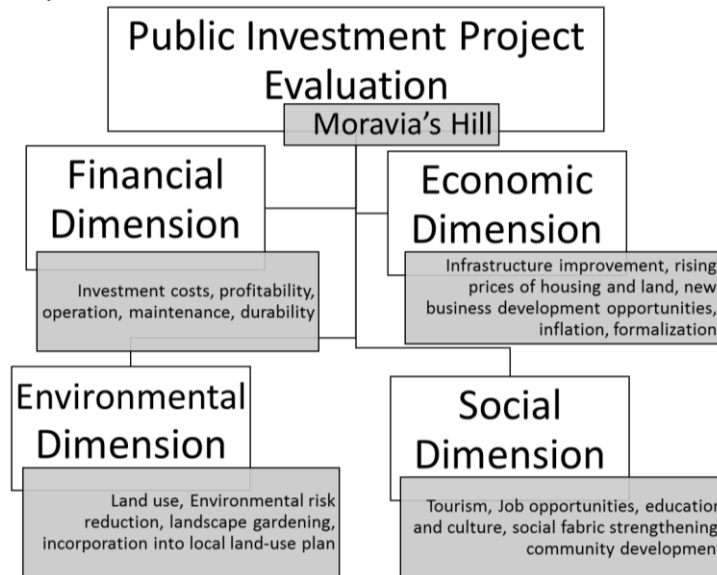 Public Investment Project
Evaluation
Moravia's Hill
Financial
Dimension
Investment costs, profitability,
operation, maintenance, durability
Economic
Dimension
Infrastructure improvement, rising
prices of housing and land, new
business development opportunities,
inflation, formalization
Environmental
Dimension
Land use, Environmental risk
reduction, landscape gardening,
incorporation into local land-use plan
Social
Dimension
Tourism, Job opportunities, education
and culture, social fabric strengthening
community development